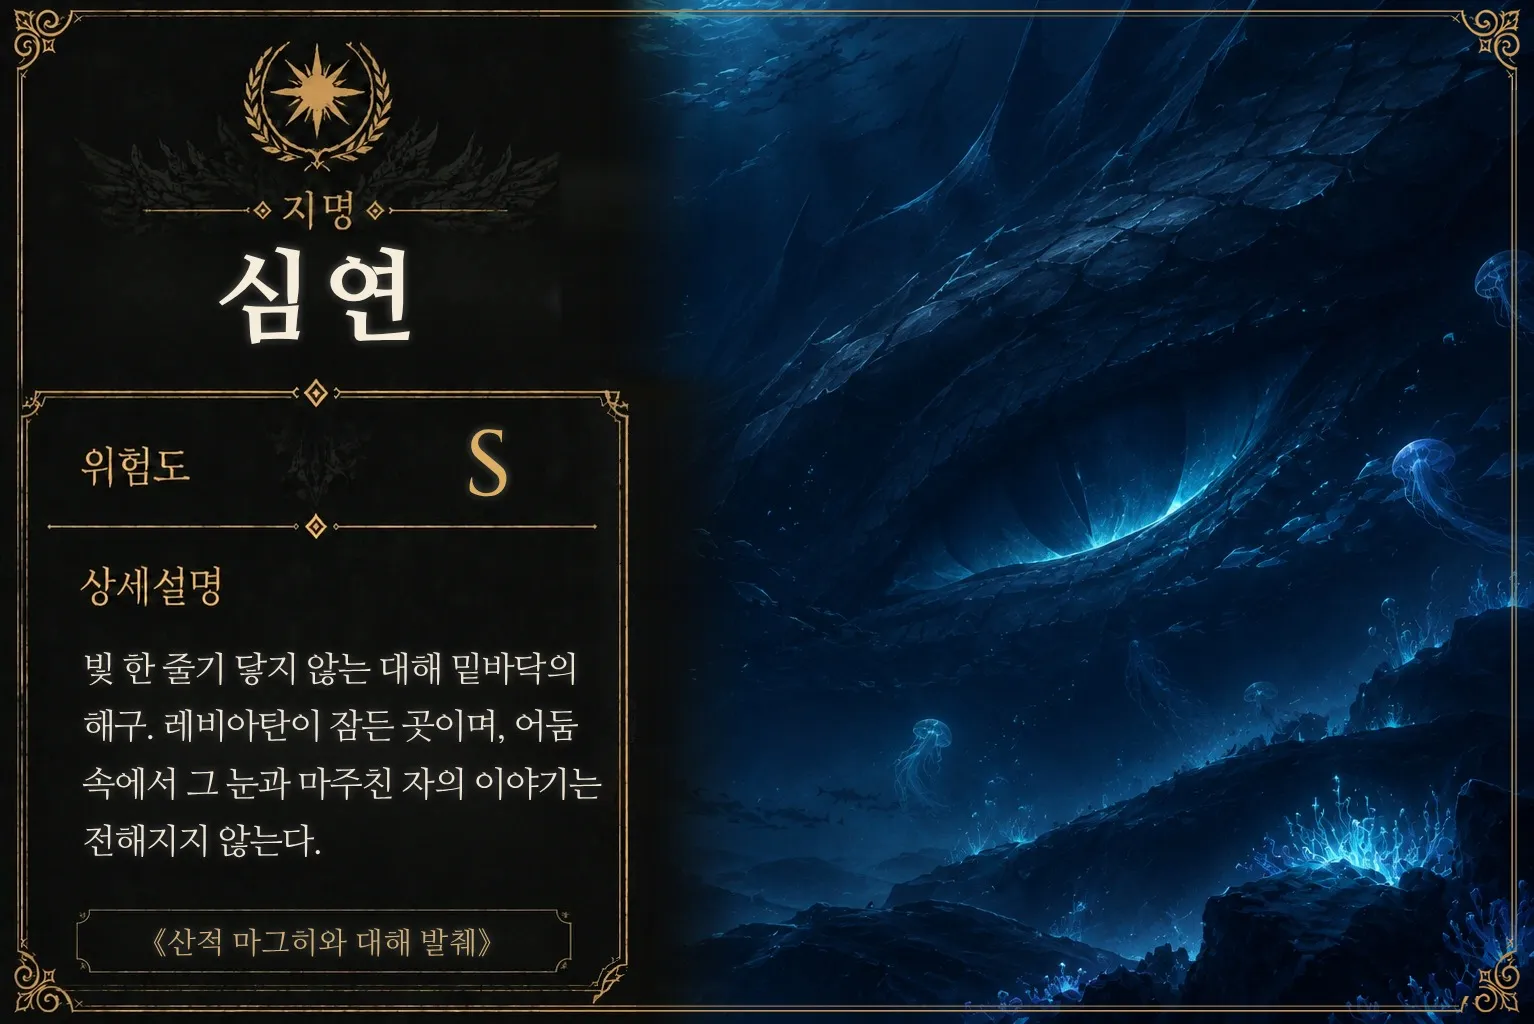 지명
심연
위험도 S
상세설명
빛 한 줄기 닿지 않는 대해 밑바닥의
해구. 레비아탄이 잠든 곳이며, 어둠
속에서 그 눈과 마주친 자의 이야기는
전해지지 않는다.
《산적 마그히와 대해 발췌》